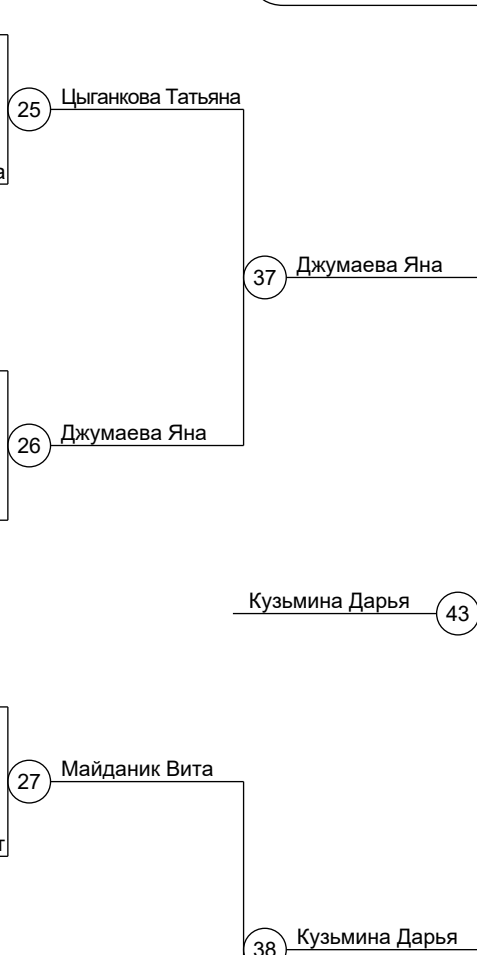 25 Цыганкова Татьяна
а
37 Джумаева Яна
26 Джумаева Яна
Кузьмина Дарья 43
27 Майданик Вита
т
38 Кузьмина Дарья